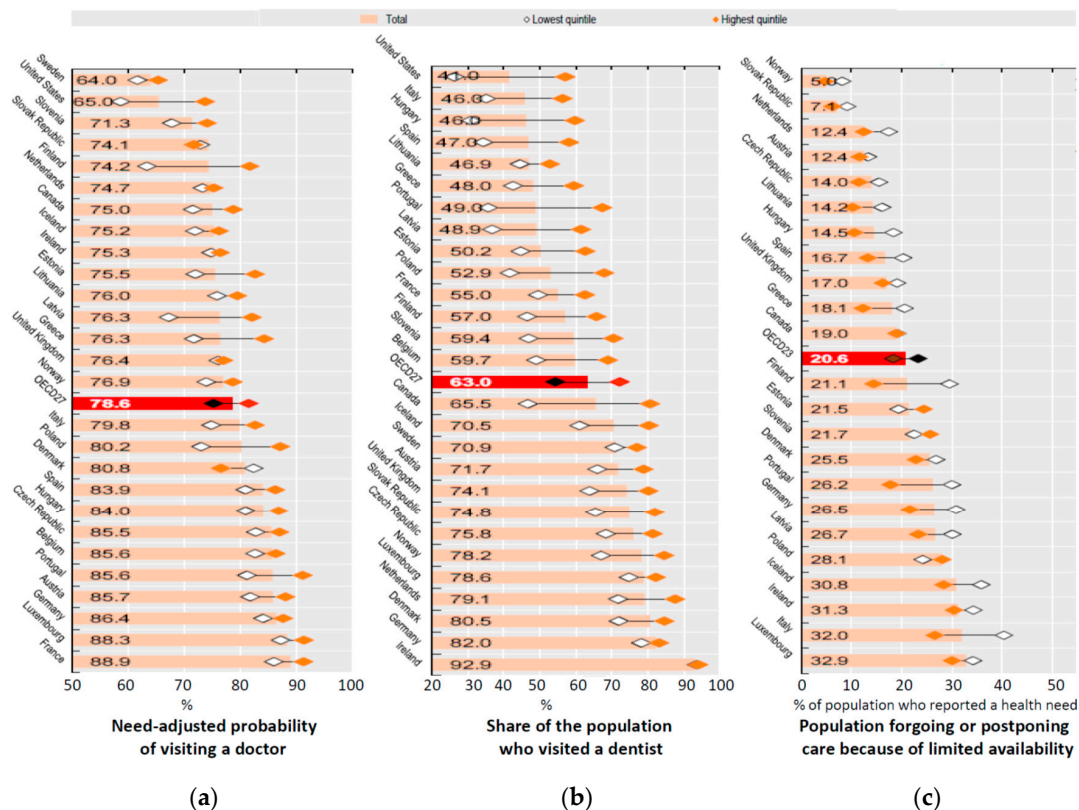 Total Lowest quintile Highest quintile
Sweden 64.0
United States 65.0
Slovenia 71.3
Slovak Republic 74.1
Finland 74.2
Netherlands 74.7
Canada 75.0
Iceland 75.2
Ireland 75.3
Estonia 75.5
Lithuania 76.0
Latvia 76.3
Greece 76.3
United Kingdom 76.4
Norway 76.9
OECD27 78.6
Italy 79.8
Poland 80.2
Denmark 80.8
Spain 83.9
Hungary 84.0
Czech Republic 85.5
Belgium 85.6
Portugal 85.6
Austria 85.7
Germany 86.4
Luxembourg 88.3
France 88.9
50 60 70 80 90 100
%
Need-adjusted probability
of visiting a doctor
(a)
United States 41.0
Italy 46.0
Hungary 46.0
Spain 47.0
Lithuania 46.9
Greece 48.0
Portugal 49.0
Latvia 48.9
Estonia 50.2
Poland 52.9
France 55.0
Finland 57.0
Slovenia 59.4
Belgium 59.7
OECD27 63.0
Canada 65.5
Iceland 70.5
Sweden 70.9
Austria 71.7
United Kingdom 74.1
Slovak Republic 74.8
Czech Republic 75.8
Norway 78.2
Luxembourg 78.6
Netherlands 79.1
Denmark 80.5
Germany 82.0
Ireland 92.9
20 30 40 50 60 70 80 90 100
%
Share of the population
who visited a dentist
(b)
Norway
Slovak Republic 7.1
Netherlands 12.4
Austria 12.4
Czech Republic 14.0
Lithuania 14.2
Hungary 14.5
Spain 16.7
United Kingdom 17.0
Greece 18.1
Canada 19.0
OECD23 20.6
Finland 21.1
Estonia 21.5
Slovenia 21.7
Denmark 25.5
Portugal 26.2
Germany 26.5
Latvia 26.7
Poland 28.1
Iceland 30.8
Ireland 31.3
Italy 32.0
Luxembourg 32.9
0 10 20 30 40 50
% of population who reported a health need
Population forgoing or postponing
care because of limited availability
(c)